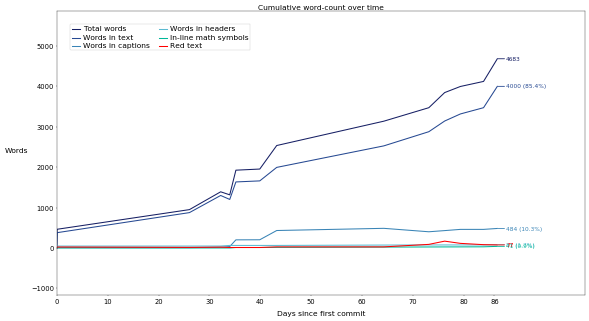 Cumulative word-count over time
Total words
Words in text
Words in captions
Words in headers
In-line math symbols
Red text
5000
4000
3000
2000
1000
0
−1000
Words
4683
4000 (85.4%)
484 (10.3%)
0
10
20
30
40
50
60
70
80
86
Days since first commit